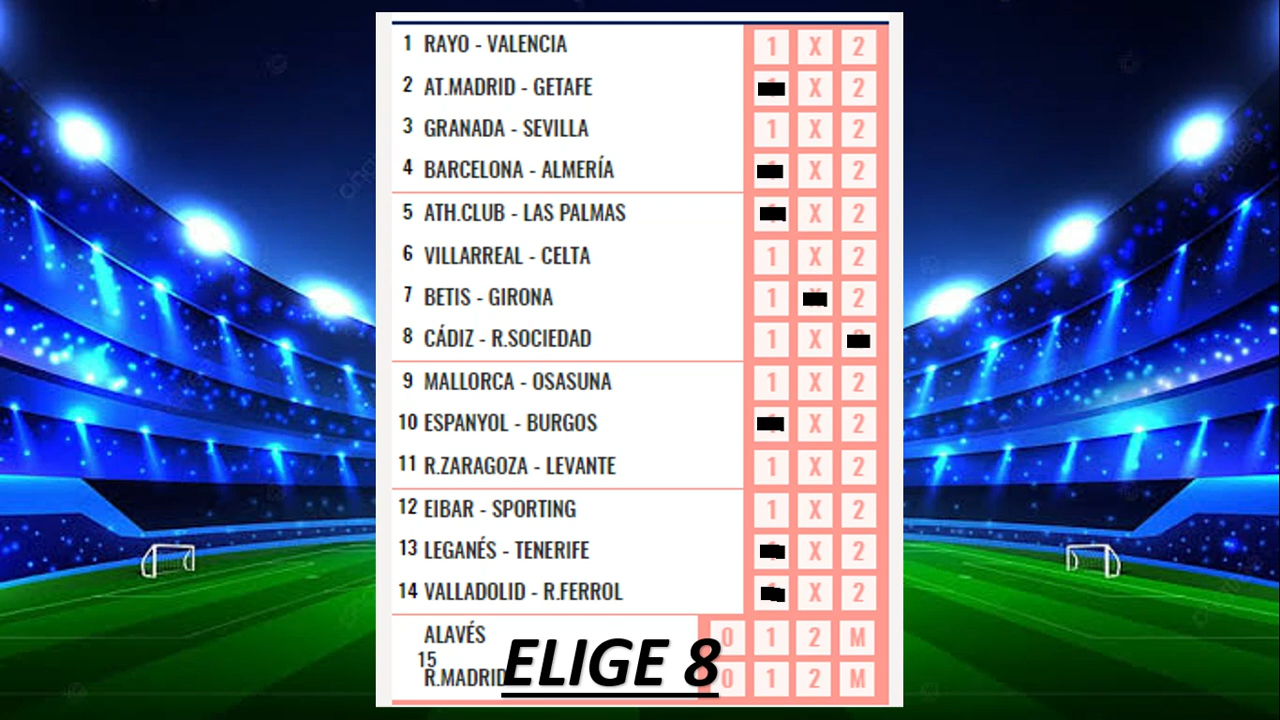 1 RAYO - VALENCIA 1 X 2
2 AT.MADRID - GETAFE X 2
3 GRANADA - SEVILLA 1 X 2
4 BARCELONA - ALMERÍA X 2
5 ATH.CLUB - LAS PALMAS X 2
6 VILLARREAL - CELTA 1 X 2
7 BETIS - GIRONA 1 2
8 CÁDIZ - R.SOCIEDAD 1 X
9 MALLORCA - OSASUNA 1 X 2
10 ESPANYOL - BURGOS X 2
11 R.ZARAGOZA - LEVANTE 1 X 2
12 EIBAR - SPORTING 1 X 2
13 LEGANÉS - TENERIFE X 2
14 VALLADOLID - R.FERROL X 2
ALAVÉS 0 1 2 M
15
R.MADRID 0 1 2 M
ELIGE 8